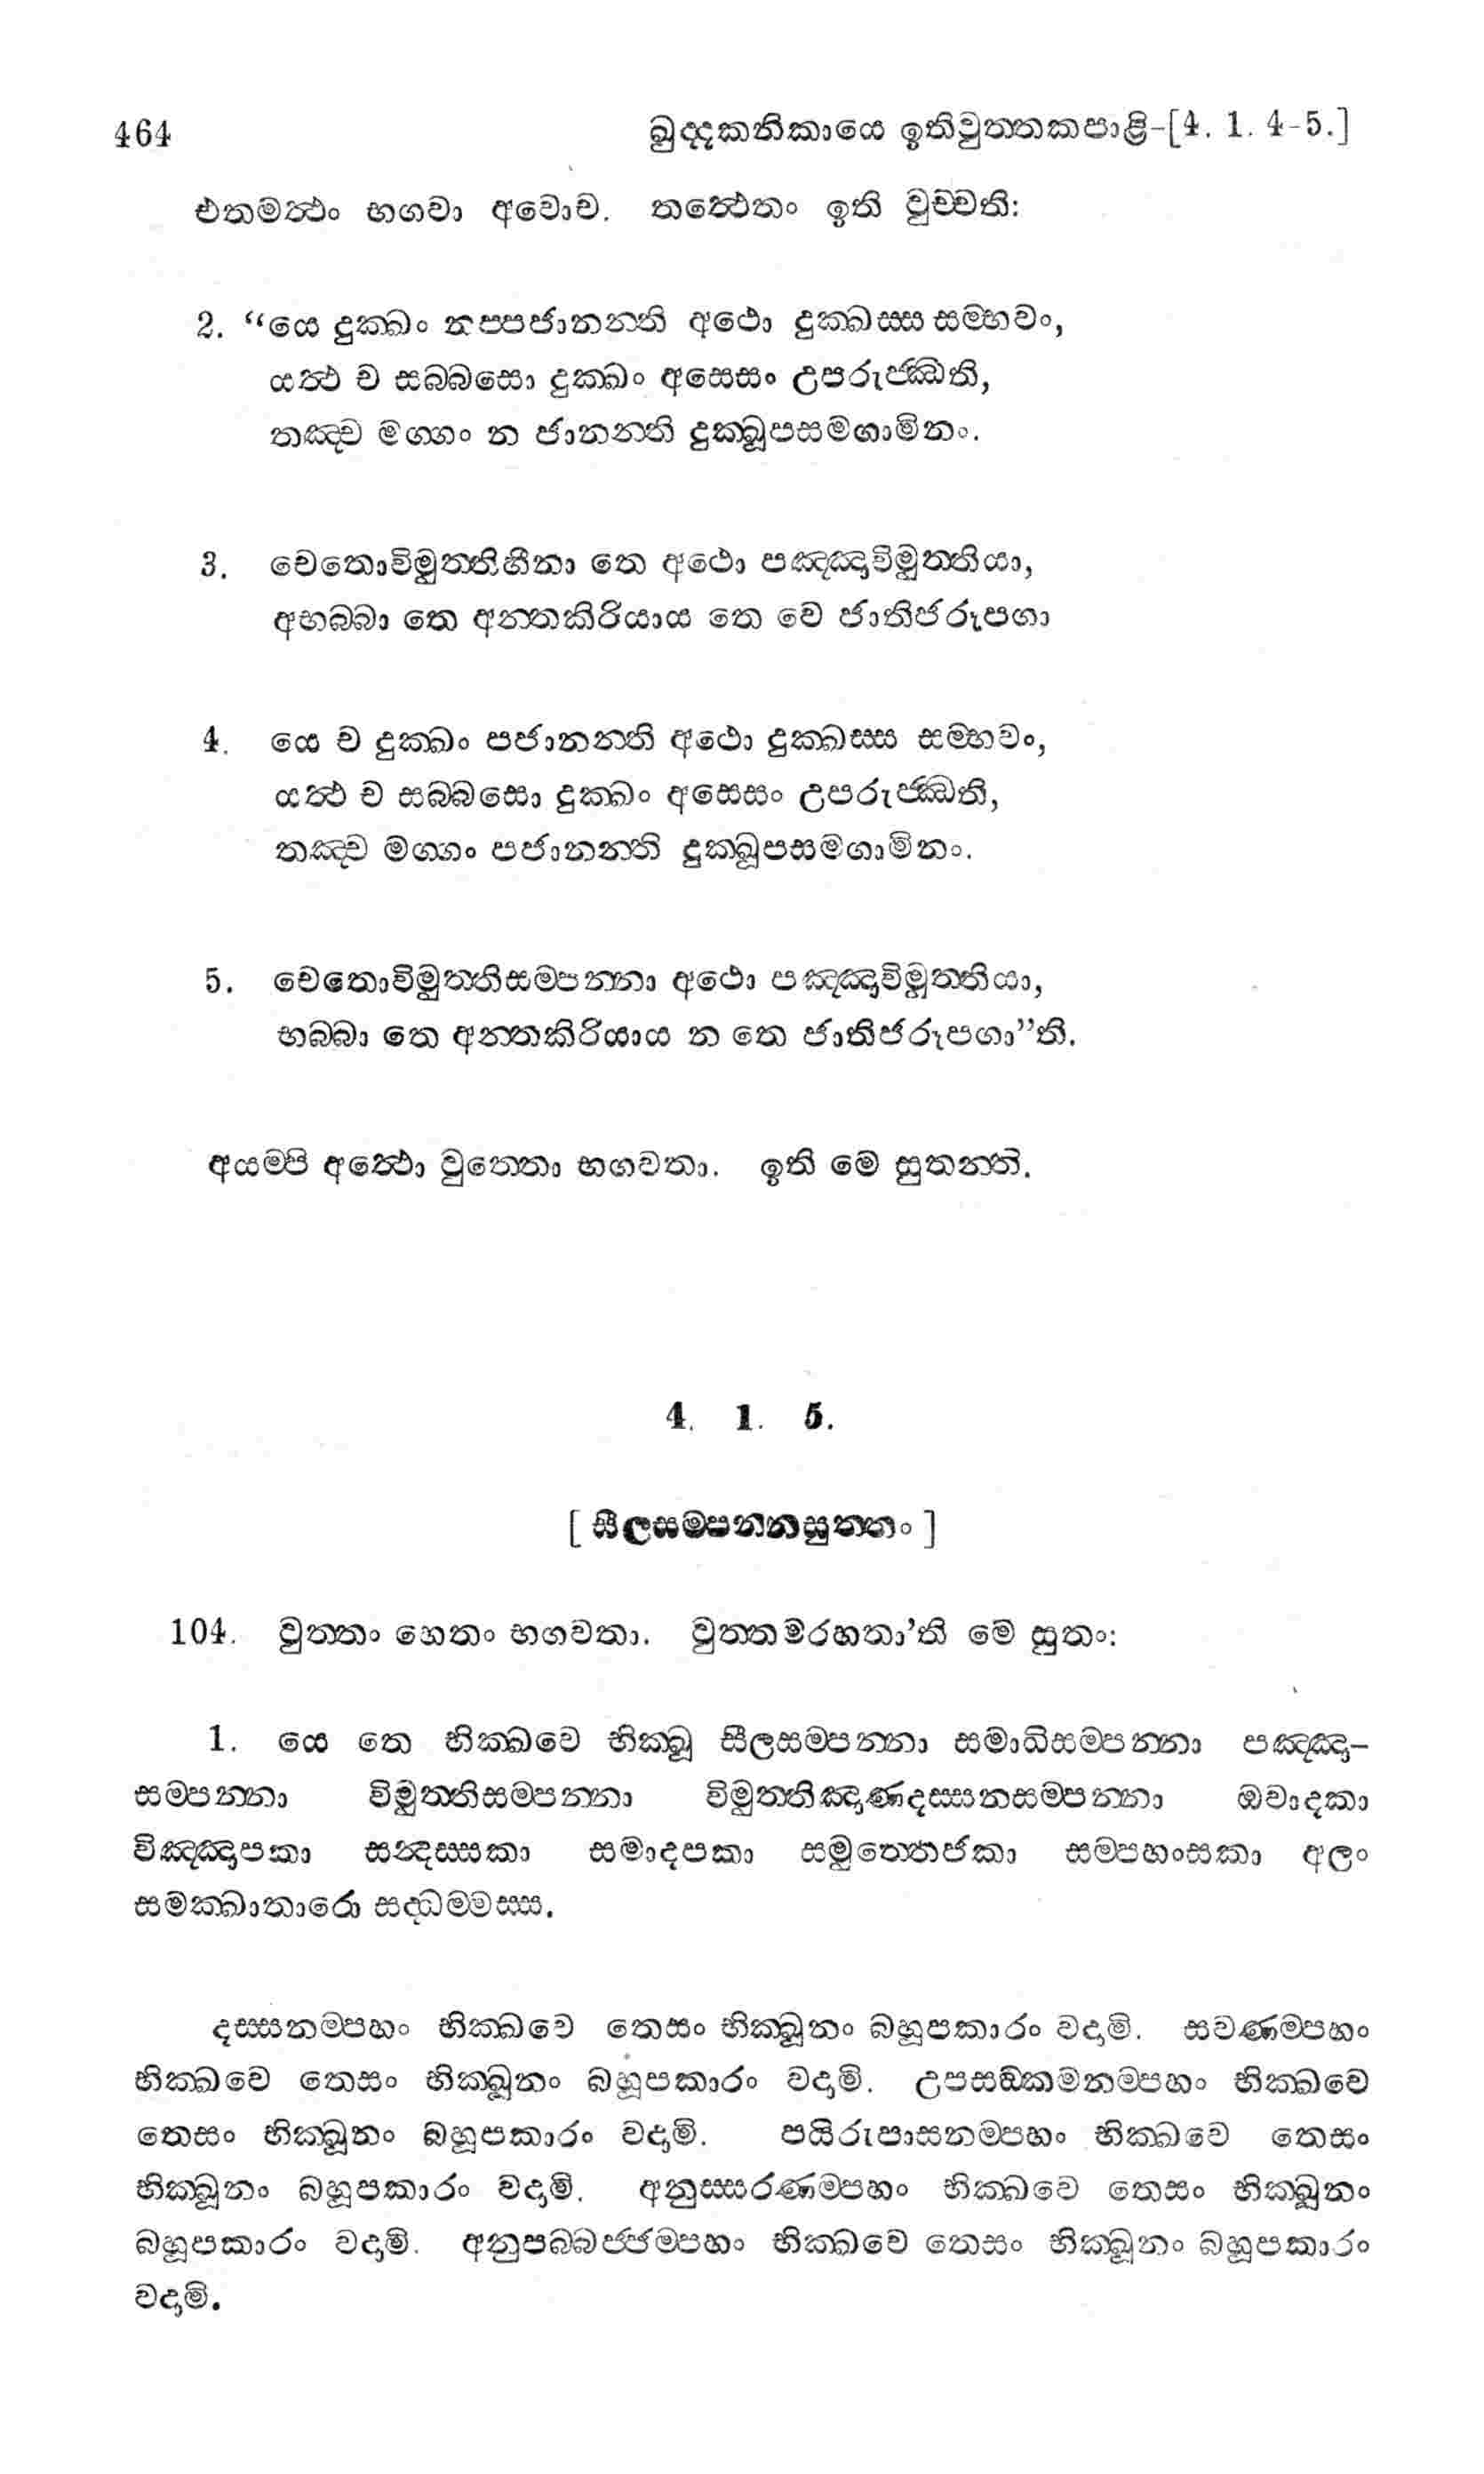 464 ඛුද්දකනිකායෙ ඉතිවුත්තකපාළි-[4. 1. 4-5.]
එතමත්‍ථං භගවා අවොච. තත්‍ථෙතං ඉති වුච්චති:
2. “යෙ දුක්ඛං නප්පජානන්ති අථො දුක්ඛස්ස සම්භවං,
යත්‍ථ ච සබ්බසො දුක්ඛං අසෙසං උපරුජ්ඣති,
තඤ්ච මග්ගං න ජානන්ති දුක්ඛූපසමගාමිනං.
3. චෙතොවිමුත්තිහීනා තෙ අථො පඤ්ඤාවිමුත්තියා,
අභබ්බා තෙ අන්තකිරියාය තෙ වෙ ජාතිජරූපගා
4. යෙ ච දුක්ඛං පජානන්ති අථො දුක්ඛස්ස සම්භවං,
යත්‍ථ ච සබ්බසො දුක්ඛං අසෙසං උපරුජ්ඣති,
තඤ්ච මග්ගං පජානන්ති දුක්ඛූපසමගාමිනං.
5. චෙතොවිමුත්තිසම්පන්නා අථො පඤ්ඤාවිමුත්තියා,
භබ්බා තෙ අන්තකිරියාය න තෙ ජාතිජරූපගා”ති.
අයම්පි අත්‍ථො වුත්තො භගවතා. ඉති මෙ සුතන්ති.
4. 1. 5.
[ සීලසම්පන්නසුත්තං ]
104. වුත්තං හෙතං භගවතා. වුත්තමරහතා’ති මෙ සුතං:
1. යෙ තෙ භික්ඛවෙ භික්ඛූ සීලසම්පන්නා සමාධිසම්පන්නා පඤ්ඤා-
සම්පන්නා විමුත්තිසම්පන්නා විමුත්තිඤාණදස්සනසම්පන්නා ඔවාදකා
විඤ්ඤාපකා සන්දස්සකා සමාදපකා සමුත්තෙජකා සම්පහංසකා අලං
සමක්ඛාතාරො සද්ධම්මස්ස.
දස්සනම්පහං භික්ඛවෙ තෙසං භික්ඛූනං බහූපකාරං වදාමි. සවණම්පහං
භික්ඛවෙ තෙසං භික්ඛූනං බහූපකාරං වදාමි. උපසඞ්කමනම්පහං භික්ඛවෙ
තෙසං භික්ඛූනං බහූපකාරං වදාමි. පයිරුපාසනම්පහං භික්ඛවෙ තෙසං
භික්ඛූනං බහූපකාරං වදාමි. අනුස්සරණම්පහං භික්ඛවෙ තෙසං භික්ඛූනං
බහූපකාරං වදාමි. අනුපබ්බජ්ජම්පහං භික්ඛවෙ තෙසං භික්ඛූනං බහූපකාරං
වදාමි.